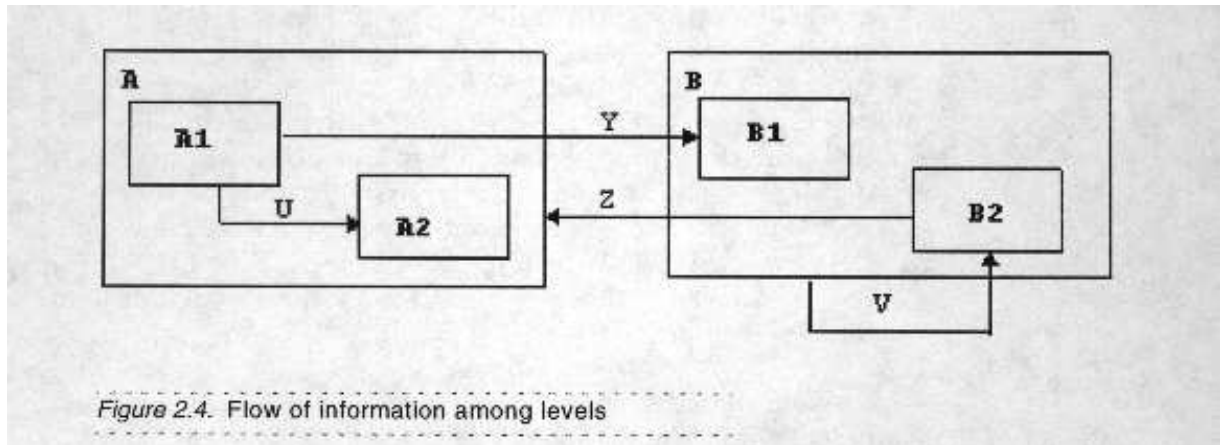 A
B
A1
Y
B1
U
A2
Z
B2
V
Figure 2.4. Flow of information among levels